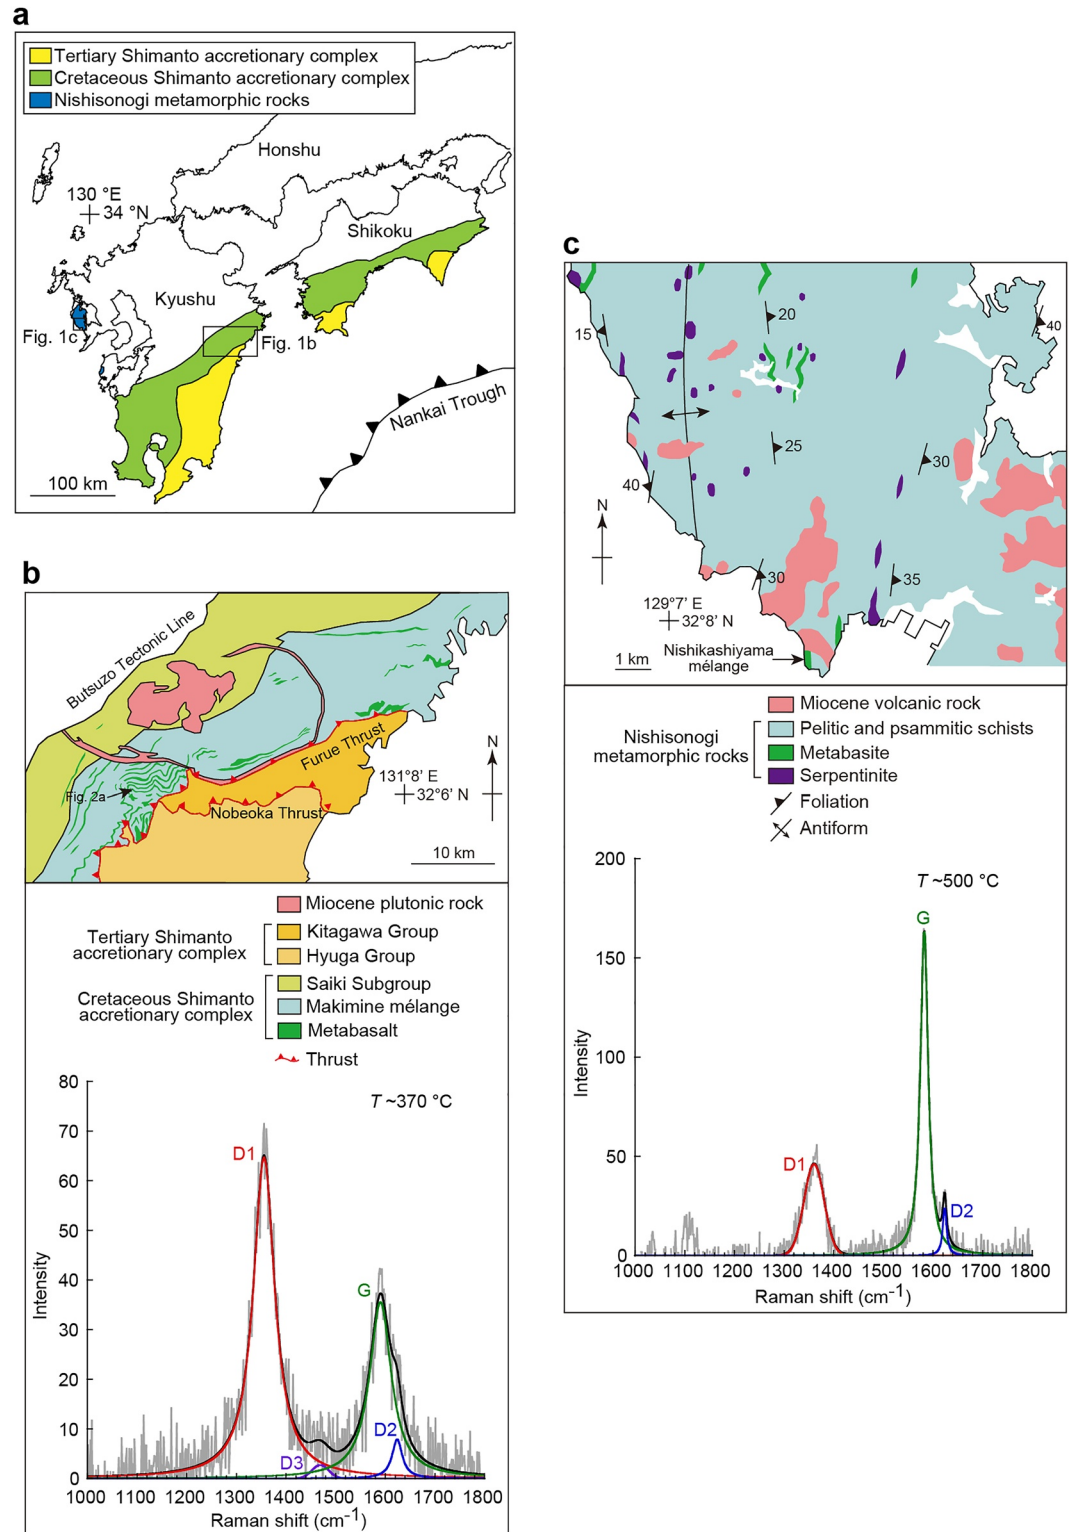 a
Tertiary Shimanto accretionary complex
Cretaceous Shimanto accretionary complex
Nishisonogi metamorphic rocks
Honshu
130 °E
34 °N
Shikoku
Kyushu
Fig. 1c
Fig. 1b
Nankai Trough
100 km
b
Butsuzo Tectonic Line
Furue Thrust
N
131°8’ E
32°6’ N
Fig. 2a
Nobeoka Thrust
10 km
Miocene plutonic rock
Tertiary Shimanto
accretionary complex
Kitagawa Group
Hyuga Group
Cretaceous Shimanto
accretionary complex
Saiki Subgroup
Makimine mélange
Metabasalt
Thrust
80
70
60
50
40
30
20
10
0
Intensity
T ~370 °C
D1
G
D2
D3
1000 1100 1200 1300 1400 1500 1600 1700 1800
Raman shift (cm-1)
c
15
20
40
25
30
40
N
30
35
129°7’ E
32°8’ N
1 km
Nishikashiyama
mélange
Miocene volcanic rock
Nishisonogi
metamorphic rocks
Pelitic and psammitic schists
Metabasite
Serpentinite
Foliation
Antiform
200
150
100
50
0
Intensity
T ~500 °C
G
D1
D2
1000 1100 1200 1300 1400 1500 1600 1700 1800
Raman shift (cm-1)